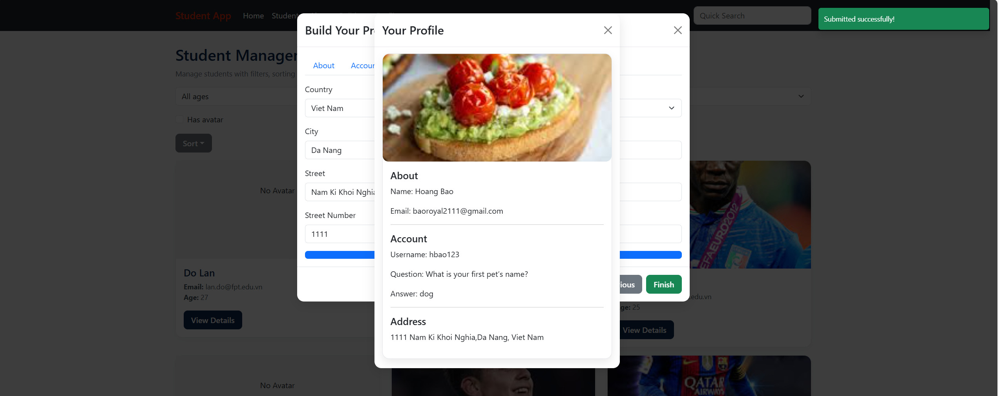 Student App Home Student Quick Search
Submitted successfully!
Build Your Pr
Your Profile
Student Manager
Manage students with filters, sorting
About Accoun
All ages
Has avatar
Sort
Country
Viet Nam
City
Da Nang
Street
Nam Ki Khoi Nghia
Street Number
1111
ious Finish
About
Name: Hoang Bao
Email: baoroyal2111@gmail.com
Account
Username: hbao123
Question: What is your first pet’s name?
Answer: dog
Address
1111 Nam Ki Khoi Nghia,Da Nang, Viet Nam
No Avatar
Do Lan
Email: lan.do@fpt.edu.vn
Age: 27
View Details
EFAEURO2012
.edu.vn
ge: 25
View Details
No Avatar
QATAR
AIRWAYS